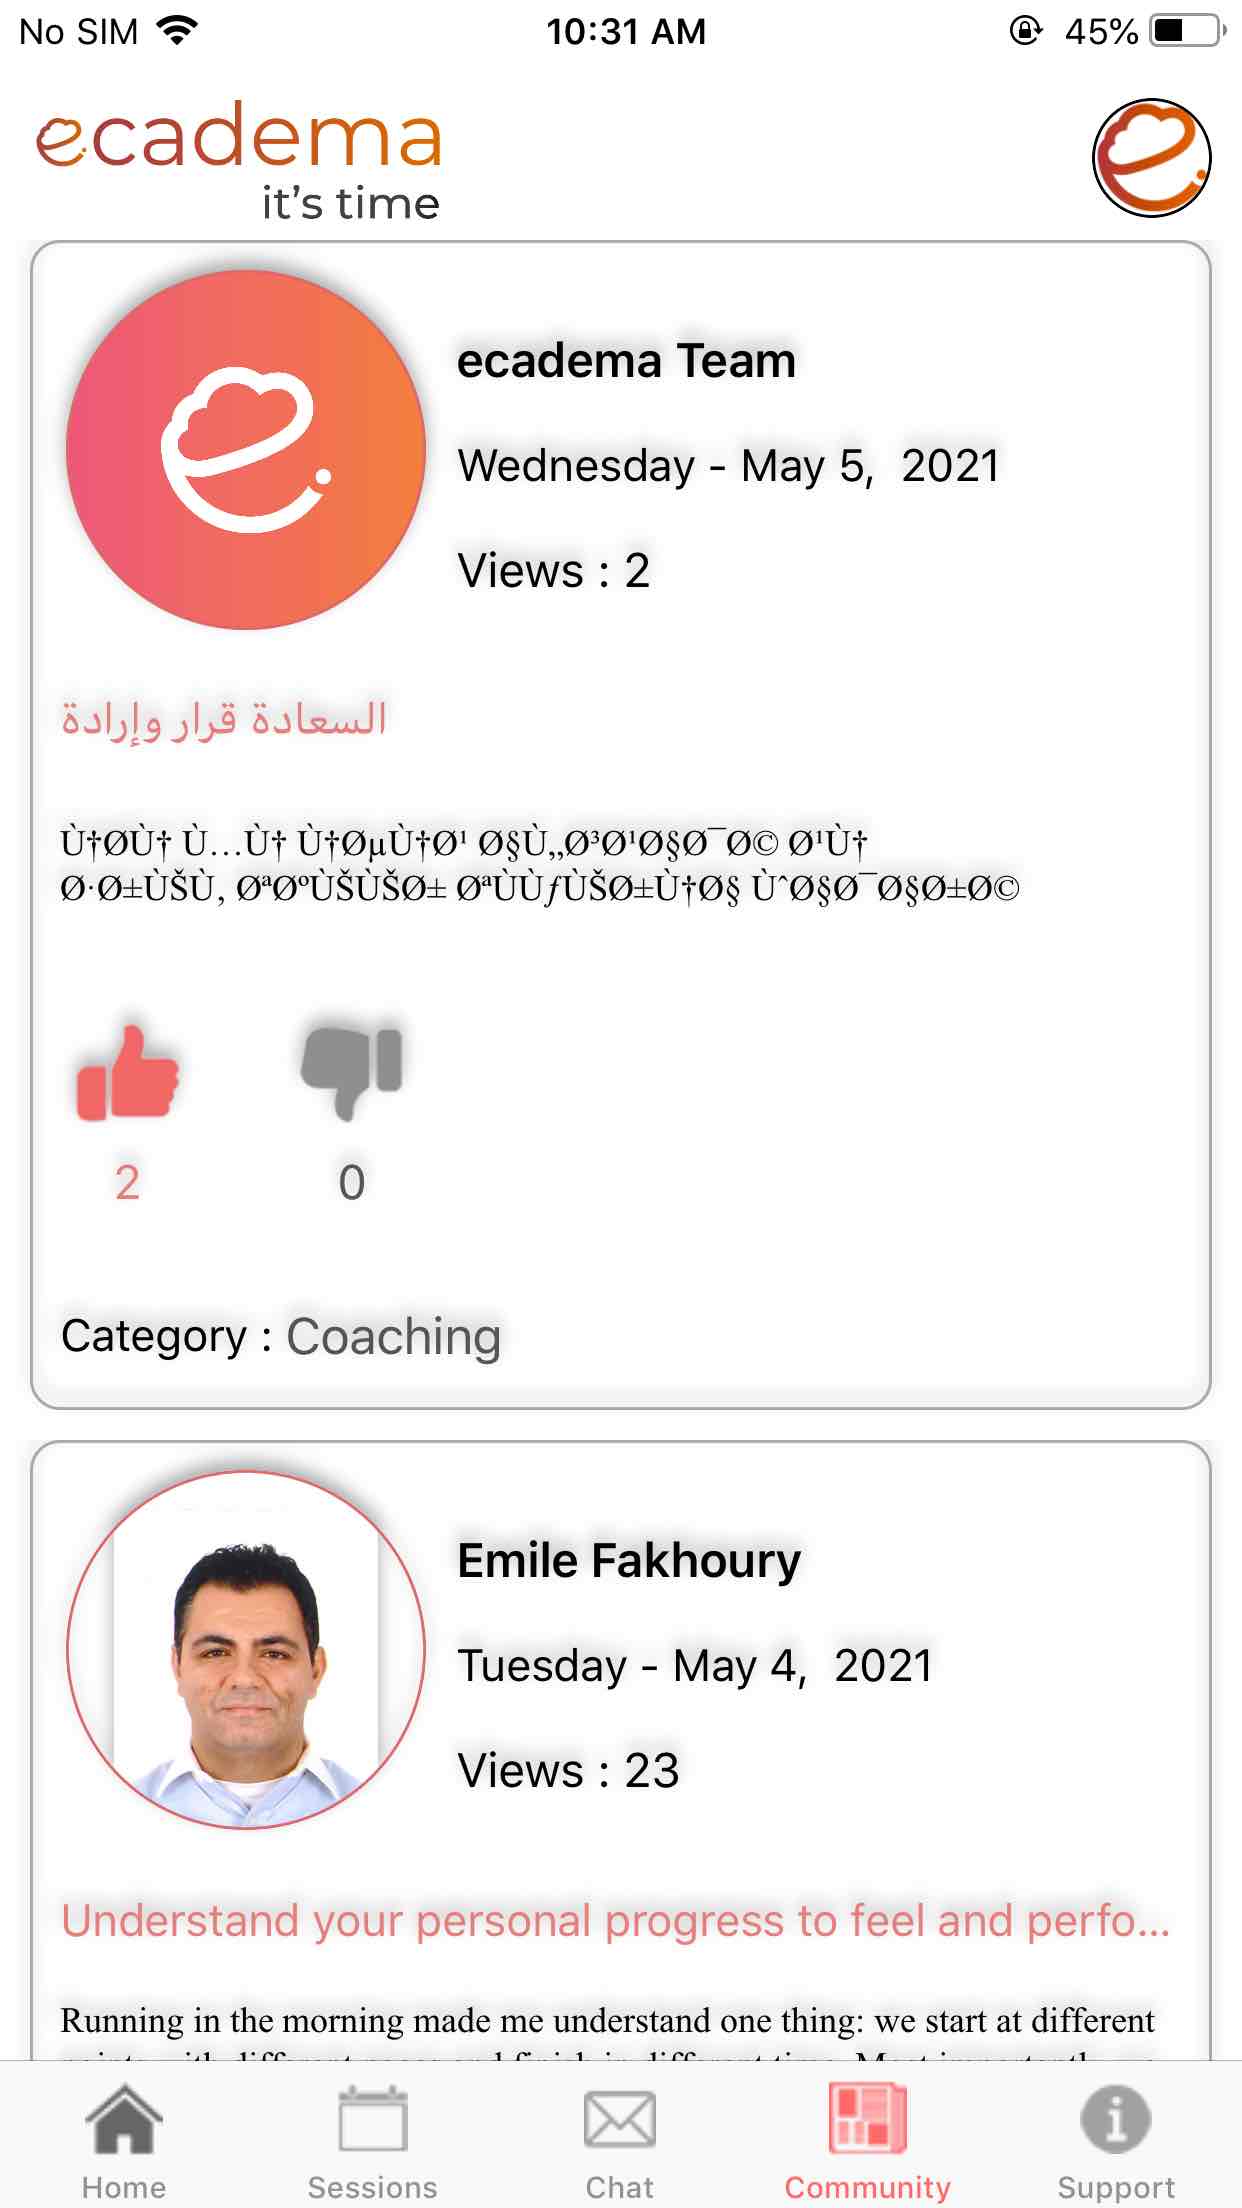 No SIM 10:31 AM 45%
ecadema
it's time
ecadema Team
Wednesday - May 5, 2021
Views : 2
السعادة قرار وإرادة
Ù†ØÙ† Ù…Ù† Ù†ØµÙ†Ø¹ Ø§Ù„Ø³Ø¹Ø§Ø¯Ø© Ø¹Ù†
Ø·Ø±ÙŠÙ‚ ØªØºÙŠÙŠØ± ØªÙÙƒÙŠØ±Ù†Ø§ ÙˆØ§Ø¯Ø§Ø±Ø©
2 0
Category : Coaching
Emile Fakhoury
Tuesday - May 4, 2021
Views : 23
Understand your personal progress to feel and perfo...
Running in the morning made me understand one thing: we start at different
Home Sessions Chat Community Support